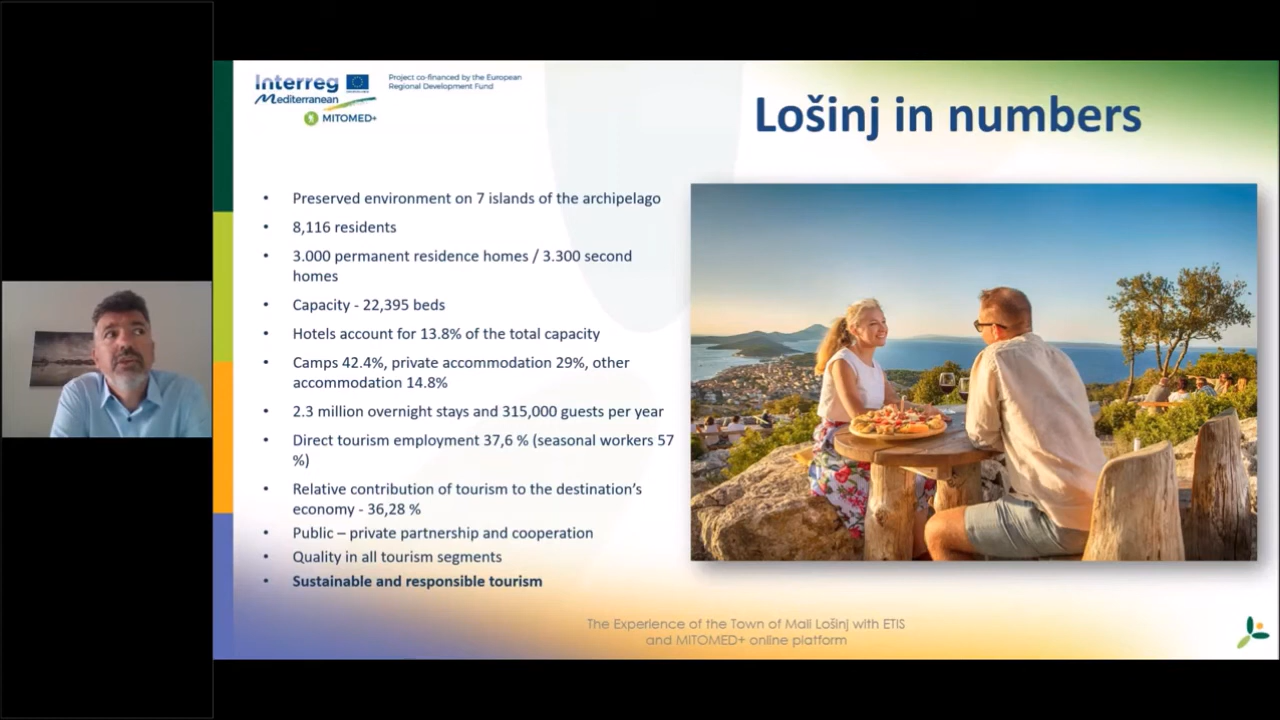 Interreg
Mediterranean
MITOMED+
Project co-financed by the European
Regional Development Fund
Lošinj in numbers
• Preserved environment on 7 islands of the archipelago
• 8,116 residents
• 3.000 permanent residence homes / 3.300 second
homes
• Capacity - 22,395 beds
• Hotels account for 13.8% of the total capacity
• Camps 42.4%, private accommodation 29%, other
accommodation 14.8%
• 2.3 million overnight stays and 315,000 guests per year
• Direct tourism employment 37,6 % (seasonal workers 57
%)
• Relative contribution of tourism to the destination’s
economy - 36,28 %
• Public – private partnership and cooperation
• Quality in all tourism segments
• Sustainable and responsible tourism
The Experience of the Town of Mali Lošinj with ETIS
and MITOMED+ online platform